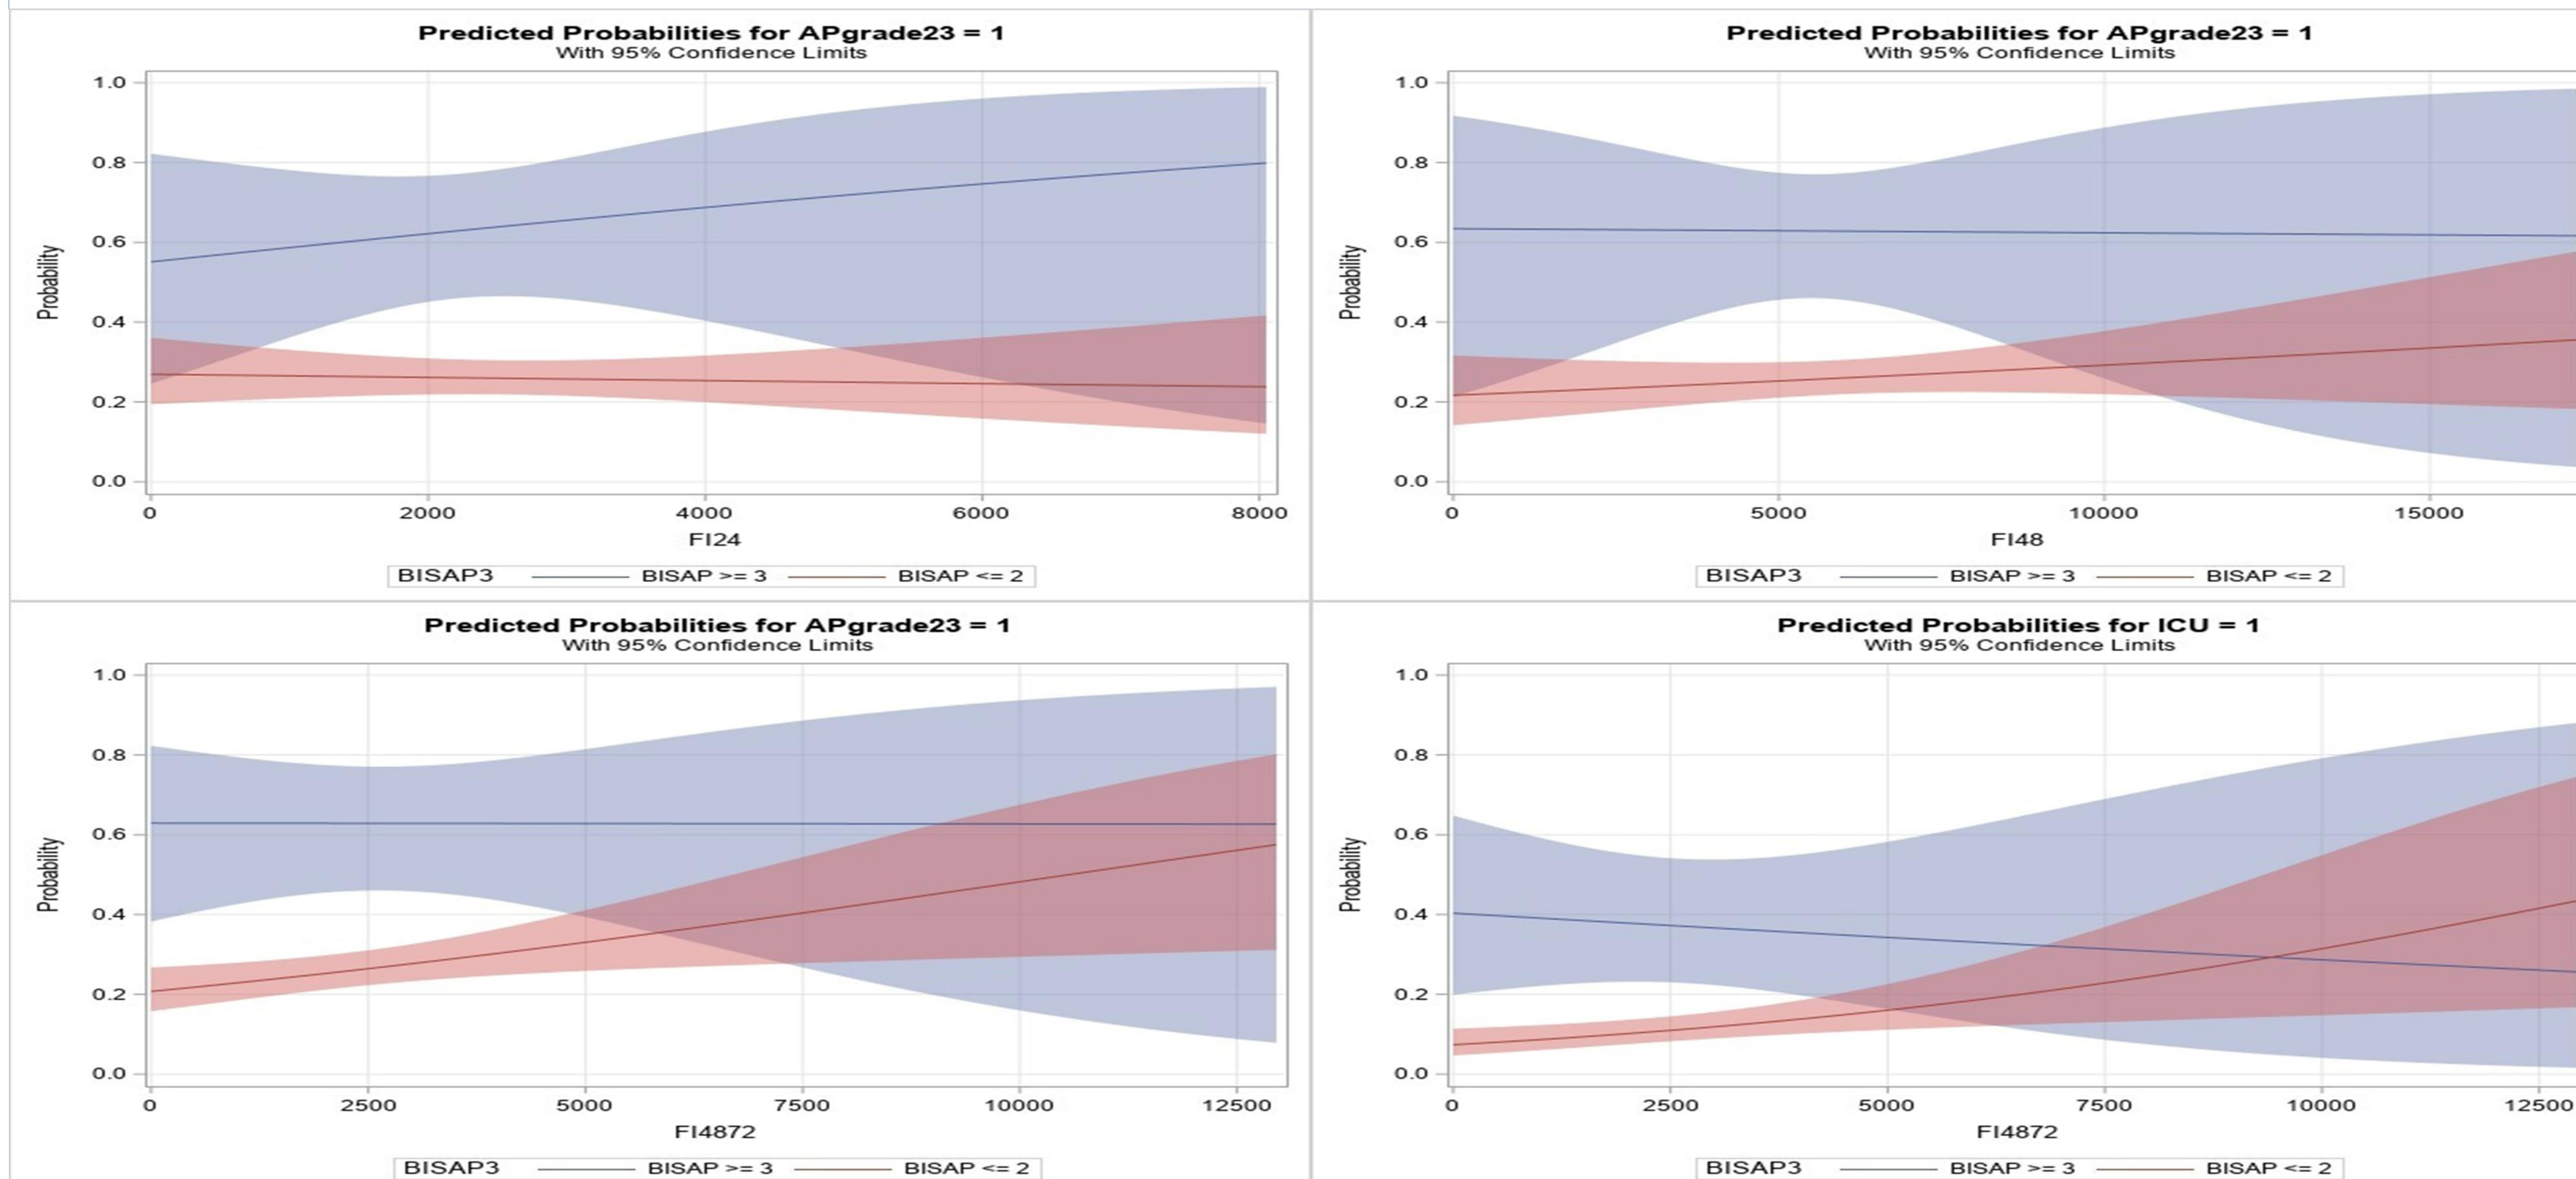 Predicted Probabilities for APgrade23 = 1
With 95% Confidence Limits
1.0
0.8
0.6
0.4
0.2
0.0
Probability
0 2000 4000 6000 8000
FI24
BISAP3 BISAP >= 3 BISAP <= 2
Predicted Probabilities for APgrade23 = 1
With 95% Confidence Limits
1.0
0.8
0.6
0.4
0.2
0.0
Probability
0 5000 10000 15000
FI48
BISAP3 BISAP >= 3 BISAP <= 2
Predicted Probabilities for APgrade23 = 1
With 95% Confidence Limits
1.0
0.8
0.6
0.4
0.2
0.0
Probability
0 2500 5000 7500 10000 12500
FI4872
BISAP3 BISAP >= 3 BISAP <= 2
Predicted Probabilities for ICU = 1
With 95% Confidence Limits
1.0
0.8
0.6
0.4
0.2
0.0
Probability
0 2500 5000 7500 10000 12500
FI4872
BISAP3 BISAP >= 3 BISAP <= 2